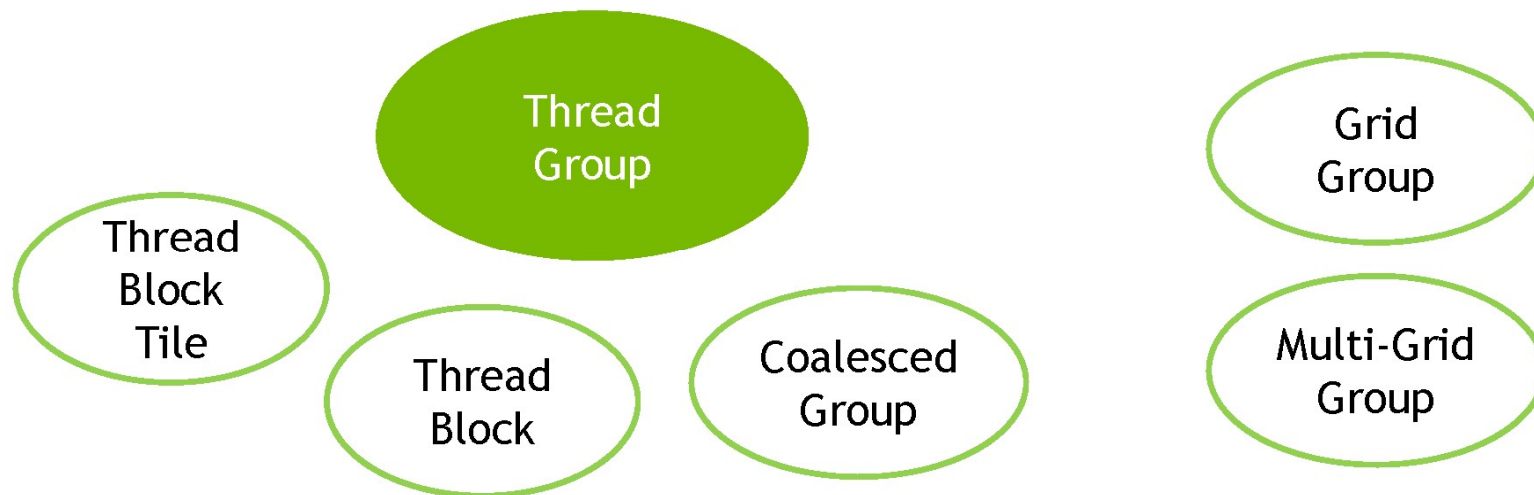 Thread
Group
Thread
Block
Tile
Thread
Block
Coalesced
Group
Grid
Group
Multi-Grid
Group